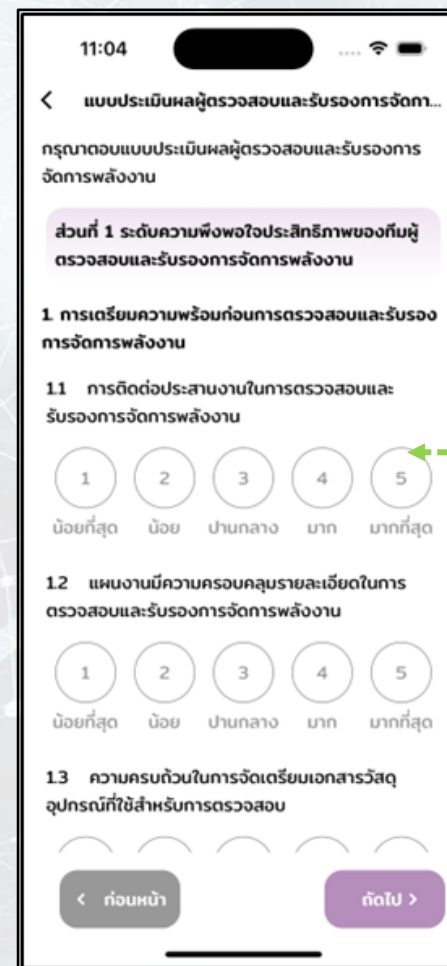 11:04
แบบประเมินผลผู้ตรวจสอบและรับรองการจัดกา...
กรุณาตอบแบบประเมินผลผู้ตรวจสอบและรับรองการ
จัดการพลังงาน
ส่วนที่ 1 ระดับความพึงพอใจประสิทธิภาพของทีมผู้
ตรวจสอบและรับรองการจัดการพลังงาน
1. การเตรียมความพร้อมก่อนการตรวจสอบและรับรอง
การจัดการพลังงาน
1.1 การติดต่อประสานงานในการตรวจสอบและ
รับรองการจัดการพลังงาน
1 2 3 4 5
น้อยที่สุด น้อย ปานกลาง มาก มากที่สุด
1.2 แผนงานมีความครอบคลุมรายละเอียดในการ
ตรวจสอบและรับรองการจัดการพลังงาน
1 2 3 4 5
น้อยที่สุด น้อย ปานกลาง มาก มากที่สุด
1.3 ความครบถ้วนในการจัดเตรียมเอกสารวัสดุ
อุปกรณ์ที่ใช้สำหรับการตรวจสอบ
< ก่อนหน้า ถัดไป >